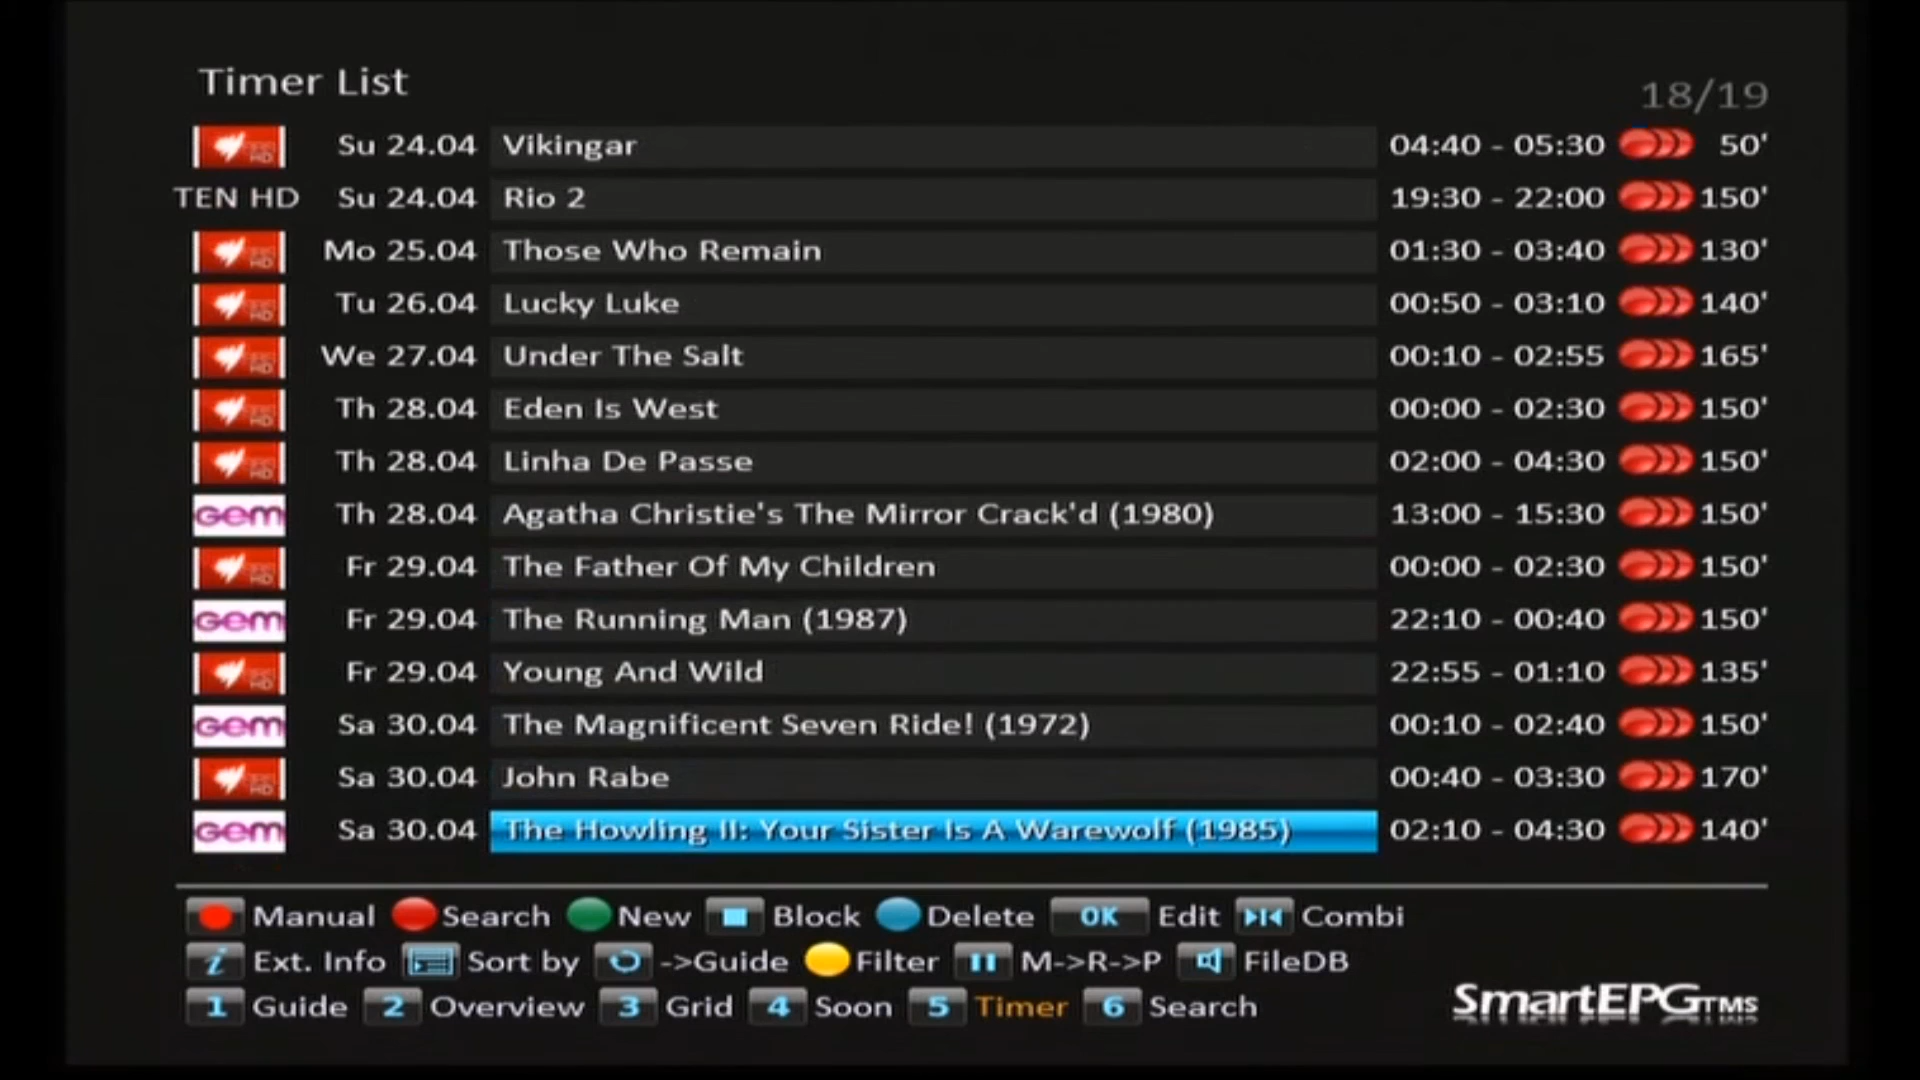 Timer List
18/19
Su 24.04 Vikingar 04:40 - 05:30 50'
TEN HD Su 24.04 Rio 2 19:30 - 22:00 150'
Mo 25.04 Those Who Remain 01:30 - 03:40 130'
Tu 26.04 Lucky Luke 00:50 - 03:10 140'
We 27.04 Under The Salt 00:10 - 02:55 165'
Th 28.04 Eden Is West 00:00 - 02:30 150'
Th 28.04 Linha De Passe 02:00 - 04:30 150'
Gem Th 28.04 Agatha Christie's The Mirror Crack'd (1980) 13:00 - 15:30 150'
Fr 29.04 The Father Of My Children 00:00 - 02:30 150'
Gem Fr 29.04 The Running Man (1987) 22:10 - 00:40 150'
Fr 29.04 Young And Wild 22:55 - 01:10 135'
Gem Sa 30.04 The Magnificent Seven Ride! (1972) 00:10 - 02:40 150'
Sa 30.04 John Rabe 00:40 - 03:30 170'
Gem Sa 30.04 The Howling II: Your Sister Is A Warewolf (1985) 02:10 - 04:30 140'
Manual Search New Block Delete OK Edit Combi
i Ext. Info Sort by ->Guide Filter M->R->P FileDB
1 Guide 2 Overview 3 Grid 4 Soon 5 Timer 6 Search
SmartEPG TMS